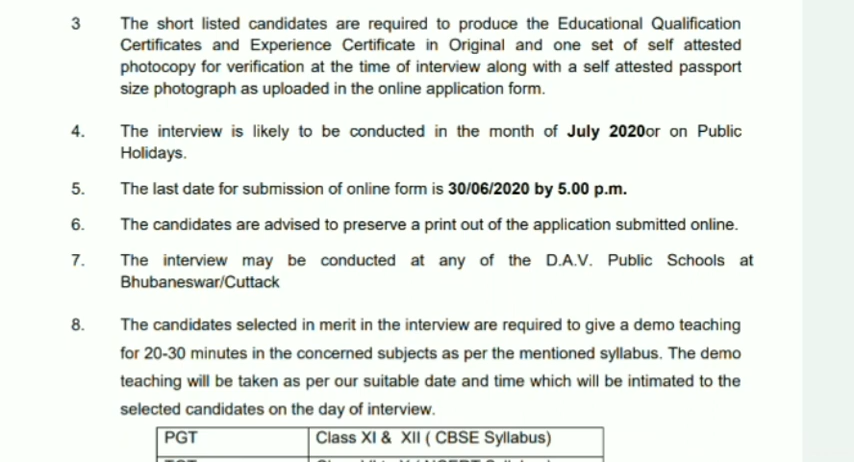 3 The short listed candidates are required to produce the Educational Qualification
Certificates and Experience Certificate in Original and one set of self attested
photocopy for verification at the time of interview along with a self attested passport
size photograph as uploaded in the online application form.
4. The interview is likely to be conducted in the month of July 2020or on Public
Holidays.
5. The last date for submission of online form is 30/06/2020 by 5.00 p.m.
6. The candidates are advised to preserve a print out of the application submitted online.
7. The interview may be conducted at any of the D.A.V. Public Schools at
Bhubaneswar/Cuttack
8. The candidates selected in merit in the interview are required to give a demo teaching
for 20-30 minutes in the concerned subjects as per the mentioned syllabus. The demo
teaching will be taken as per our suitable date and time which will be intimated to the
selected candidates on the day of interview.
PGT Class XI & XII ( CBSE Syllabus)